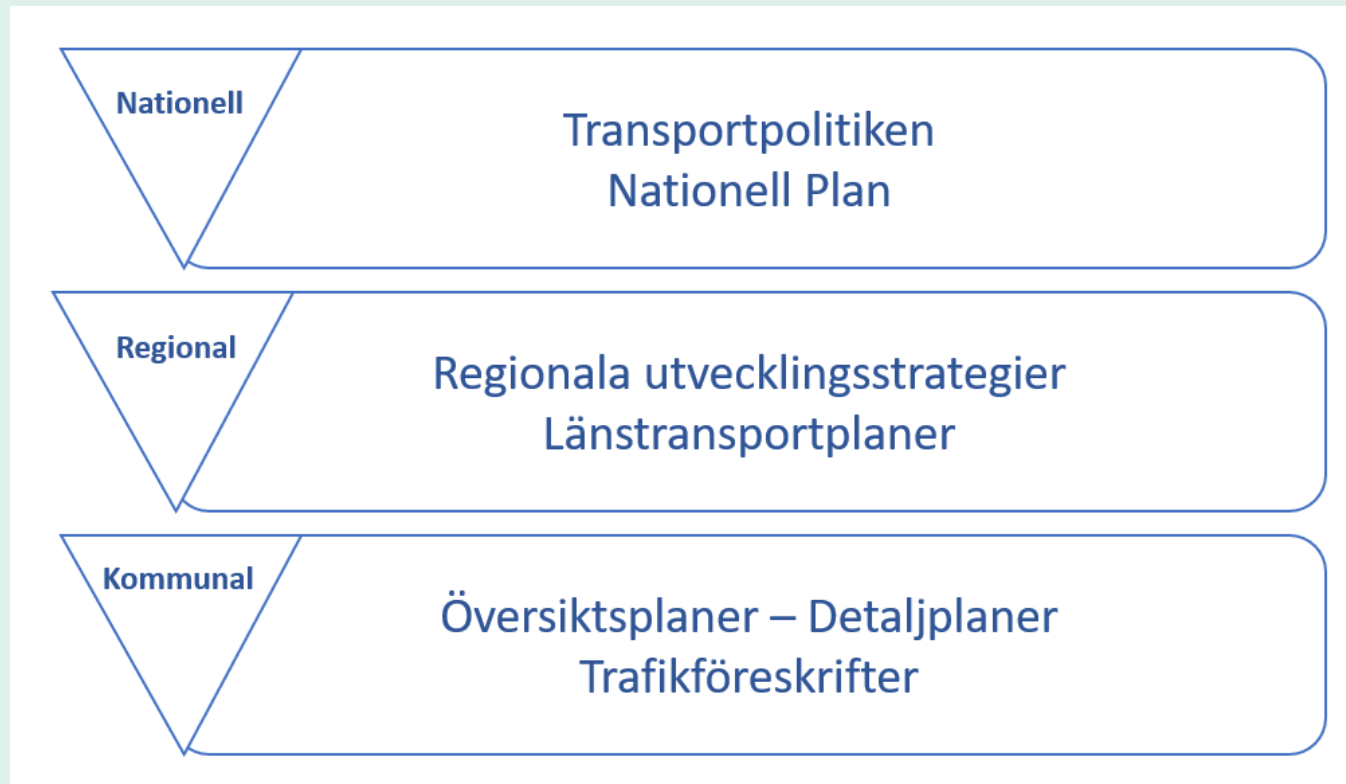 Nationell
Transportpolitiken
Nationell Plan
Regional
Regionala utvecklingsstrategier
Länstransportplaner
Kommunal
Översiktsplaner – Detaljplaner
Trafikföreskrifter